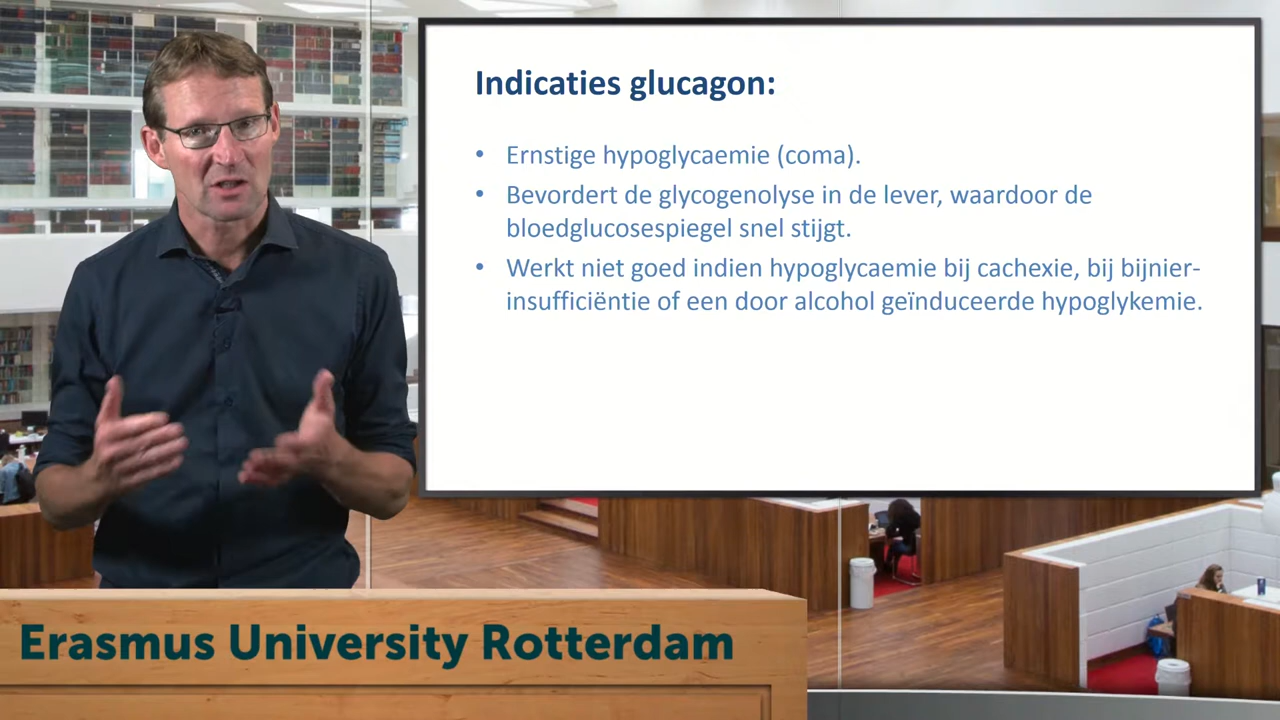 Indicaties glucagon:
• Ernstige hypoglycaemie (coma).
• Bevordert de glycogenolyse in de lever, waardoor de
bloedglucosespiegel snel stijgt.
• Werkt niet goed indien hypoglycaemie bij cachexie, bij bijnier-
insufficiëntie of een door alcohol geïnduceerde hypoglykemie.
Erasmus University Rotterdam